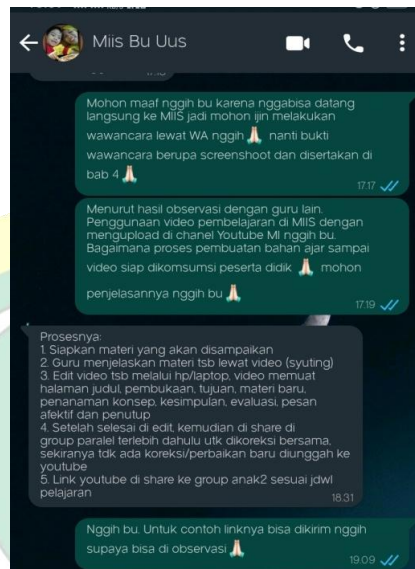 Miis Bu Uus
Mohon maaf nggih bu karena nggabisa datang
langsung ke MIIS jadi mohon ijin melakukan
wawancara lewat WA nggih 🙏 nanti bukti
wawancara berupa screenshoot dan disertakan di
bab 4 🙏
17.17
Menurut hasil observasi dengan guru lain.
Penggunaan video pembelajaran di MIIS dengan
mengupload di chanel Youtube MI nggih bu.
Bagaimana proses pembuatan bahan ajar sampai
video siap dikomsumsi peserta didik 🙏 mohon
penjelasannya nggih bu 🙏
17.19
Prosesnya:
1. Siapkan materi yang akan disampaikan
2. Guru menjelaskan materi tsb lewat video (syuting)
3. Edit video tsb melalui hp/laptop, video memuat
halaman judul, pembukaan, tujuan, materi baru,
penanaman konsep, kesimpulan, evaluasi, pesan
afektif dan penutup
4. Setelah selesai di edit, kemudian di share di
group paralel terlebih dahulu utk dikoreksi bersama,
sekiranya tdk ada koreksi/perbaikan baru diunggah ke
youtube
5. Link youtube di share ke group anak2 sesuai jdwl
pelajaran
18.31
Nggih bu. Untuk contoh linknya bisa dikirim nggih
supaya bisa di observasi 🙏
19.09